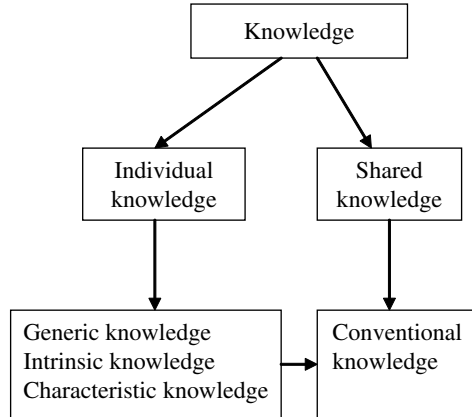 Knowledge
Individual
knowledge
Shared
knowledge
Generic knowledge
Intrinsic knowledge
Characteristic knowledge
Conventional
knowledge